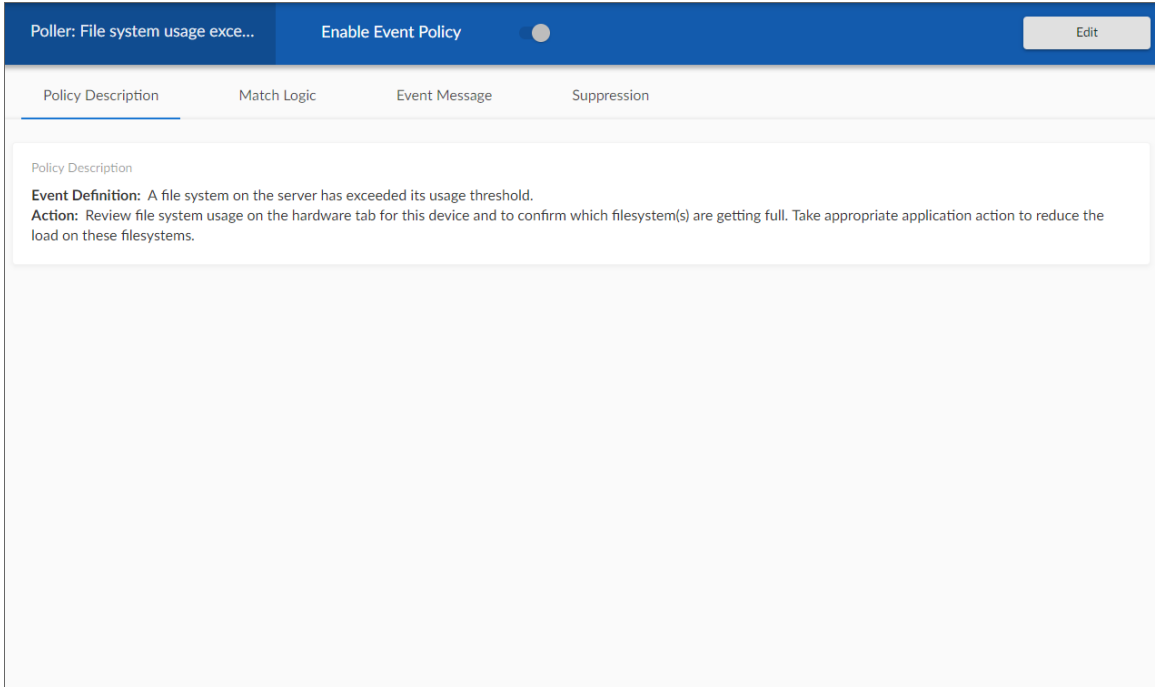 Poller: File system usage exce...
Enable Event Policy
Edit
Policy Description
Match Logic
Event Message
Suppression
Policy Description
Event Definition: A file system on the server has exceeded its usage threshold.
Action: Review file system usage on the hardware tab for this device and to confirm which filesystem(s) are getting full. Take appropriate application action to reduce the
load on these filesystems.